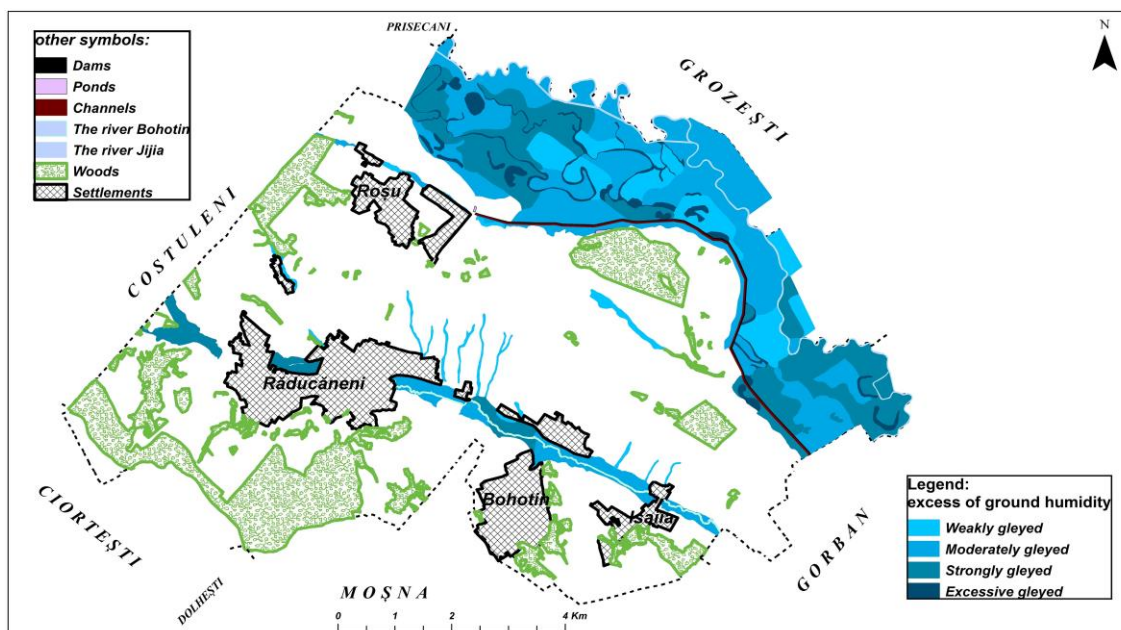 PRISECANI
N
other symbols:
Dams
Ponds
Channels
The river Bohotin
The river Jijia
Woods
Settlements
GROZEŞTI
COSTULENI
Roşu
Răducăneni
Bohotin
Isaiia
CIORTEŞTI
DOLHEŞTI
MOŞNA
GORBAN
0 1 2 4 Km
Legend:
excess of ground humidity
Weakly gleyed
Moderately gleyed
Strongly gleyed
Excessive gleyed